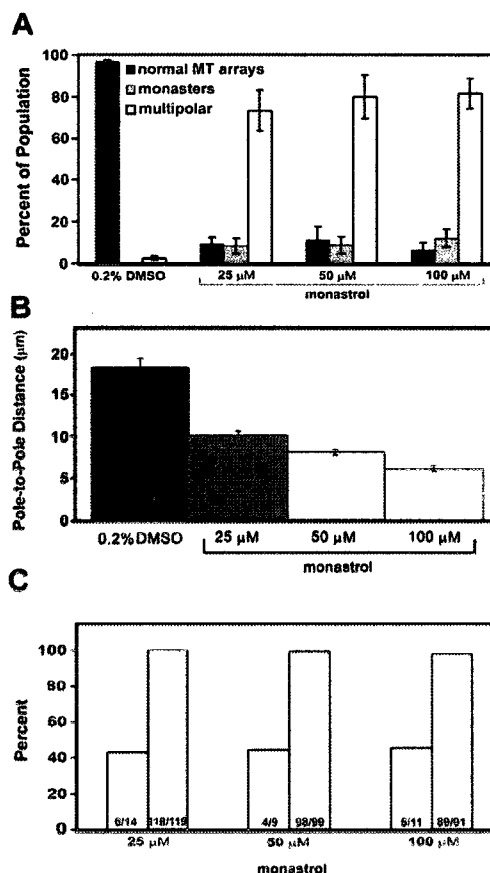 A
Percent of Population
100
80
60
40
20
0
normal MT arrays
monasters
multipolar
0.2% DMSO
25 μM
50 μM
100 μM
monastrol
B
Pole-to-Pole Distance (μm)
20
15
10
5
0
0.2% DMSO
25 μM
50 μM
100 μM
monastrol
C
Percent
100
80
60
40
20
0
6/14
118/119
4/9
98/99
5/11
89/91
25 μM
50 μM
100 μM
monastrol